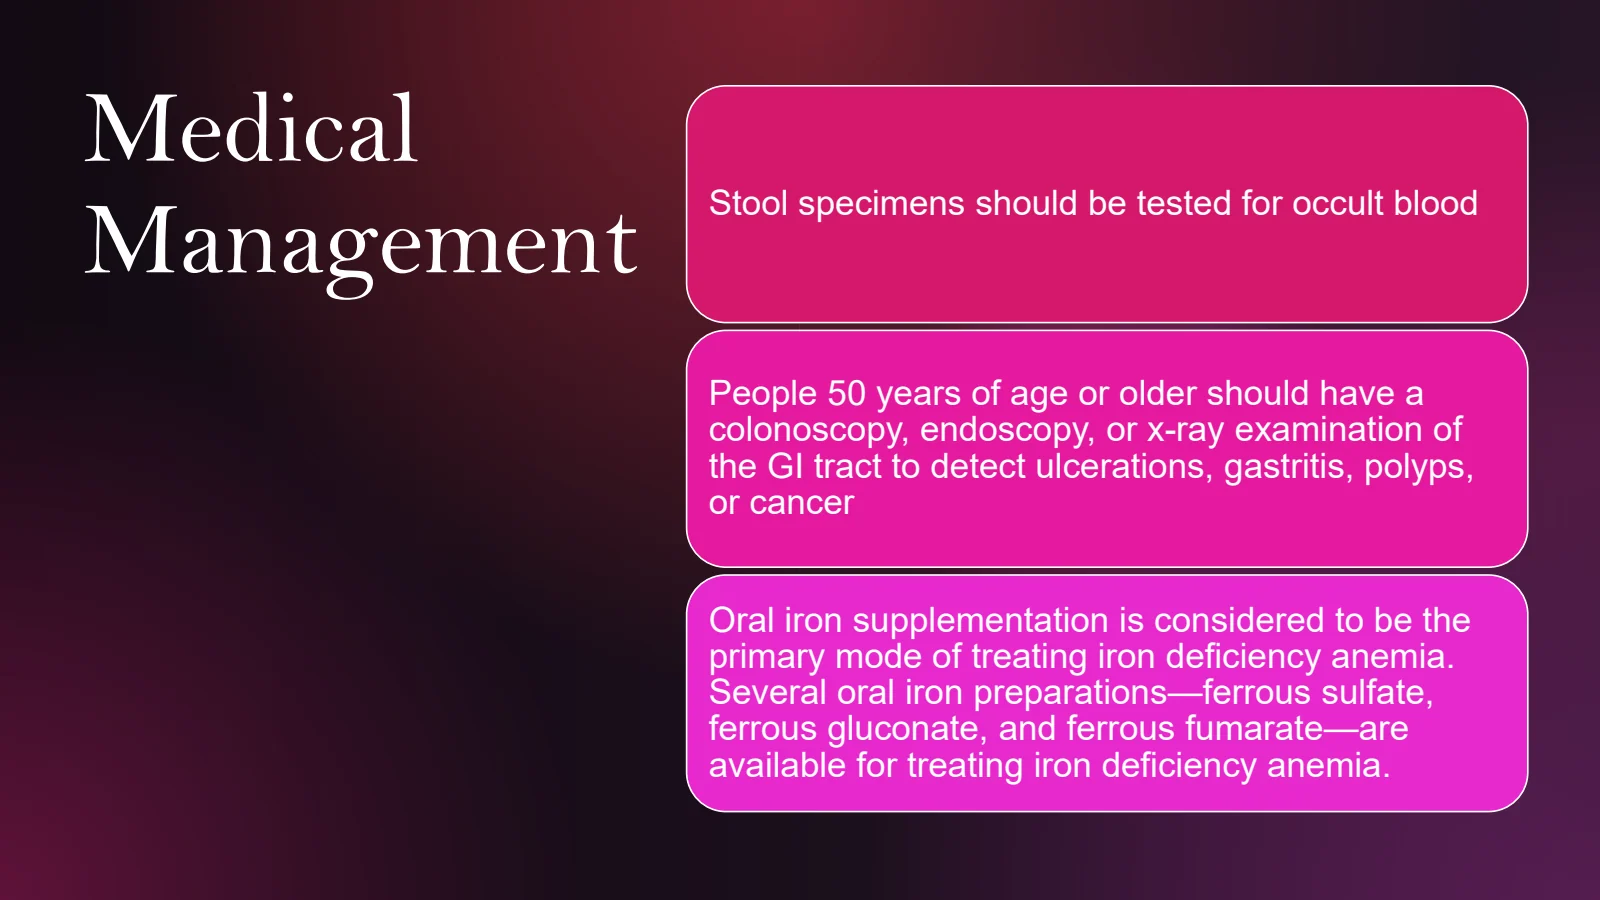 Medical
Management
Stool specimens should be tested for occult blood
People 50 years of age or older should have a
colonoscopy, endoscopy, or x-ray examination of
the GI tract to detect ulcerations, gastritis, polyps,
or cancer
Oral iron supplementation is considered to be the
primary mode of treating iron deficiency anemia.
Several oral iron preparations—ferrous sulfate,
ferrous gluconate, and ferrous fumarate—are
available for treating iron deficiency anemia.